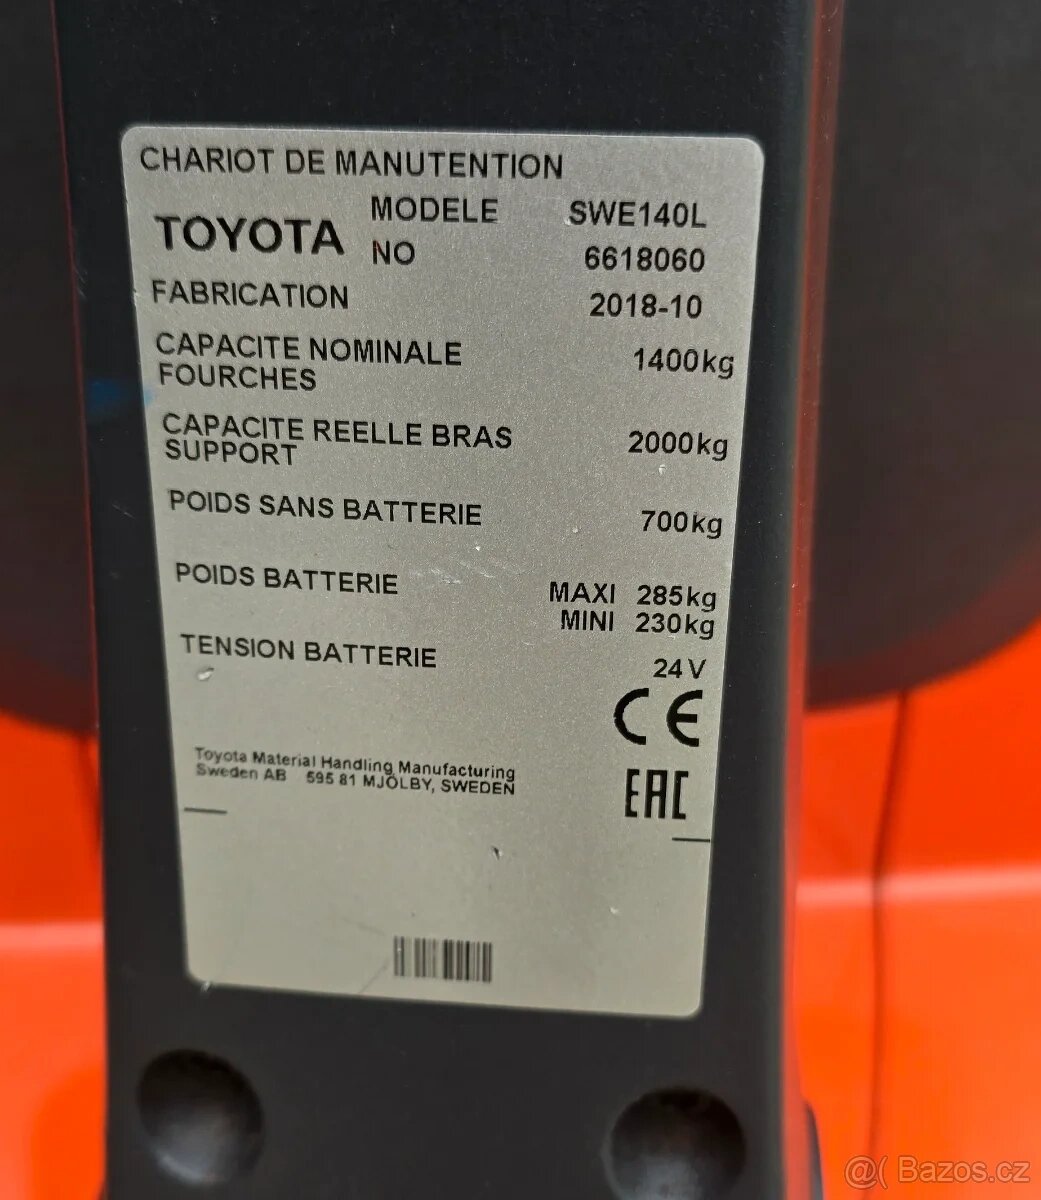 CHARIOT DE MANUTENTION
TOYOTA MODELE SWE140L
NO 6618060
FABRICATION 2018-10
CAPACITE NOMINALE 1400kg
FOURCHES
CAPACITE REELLE BRAS 2000kg
SUPPORT
POIDS SANS BATTERIE 700kg
POIDS BATTERIE MAXI 285kg
MINI 230kg
TENSION BATTERIE 24V
CE
EAC
Toyota Material Handling Manufacturing
Sweden AB 595 81 MJÖLBY, SWEDEN
@( Bazos.cz